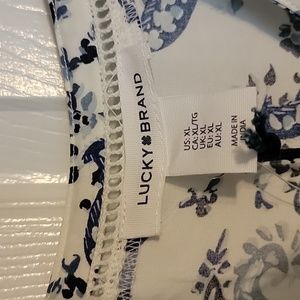 LUCKY BRAND
US: XL
CA: XL/TG
UK: XL
EU: XL
AU: XL
MADE IN
INDIA